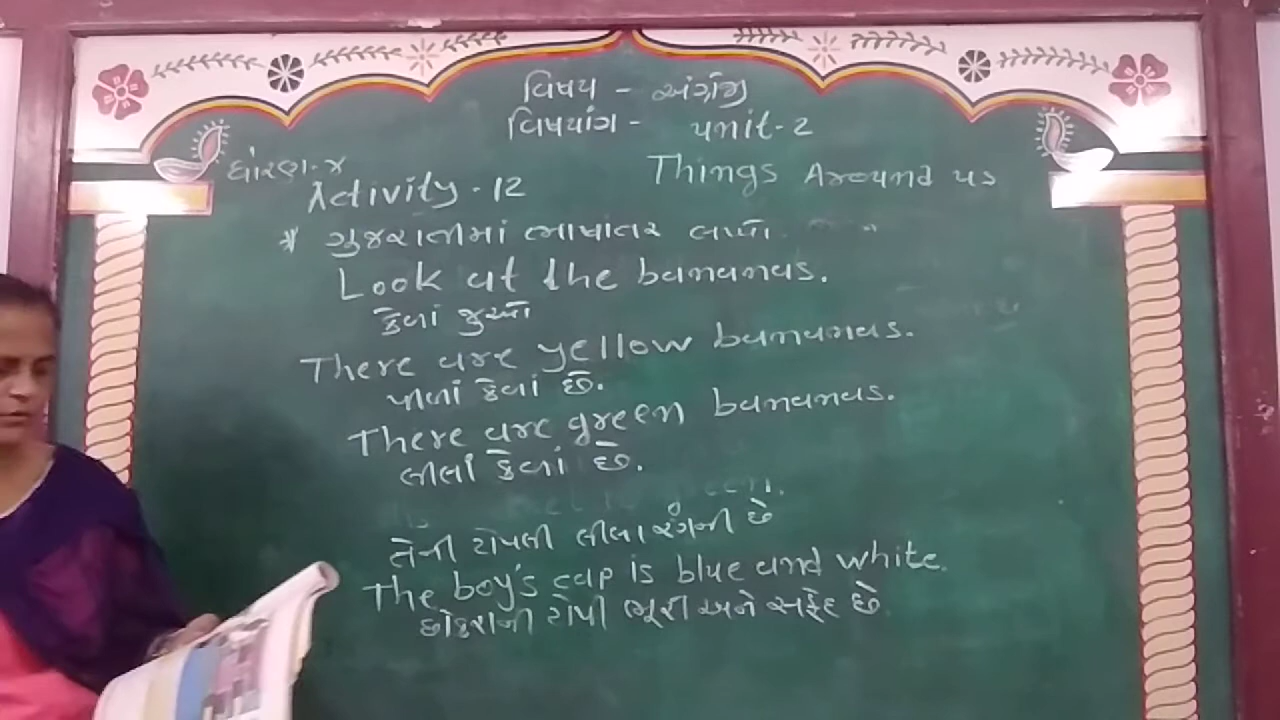 વિષય - અંગ્રેજી
વિષયાંગ - unit-2
ધોરણ-૪
Things Around us
Activity-12
* ગુજરાતીમાં ભાષાંતર લખો
Look at the bananas.
કેળાં જુઓ
There are yellow bananas.
પીળાં કેળાં છે.
There are green bananas.
લીલાં કેળાં છે.
તેની ટોપલી લીલા રંગની છે
The boy's cap is blue and white.
છોકરાની ટોપી ભૂરી અને સફેદ છે.